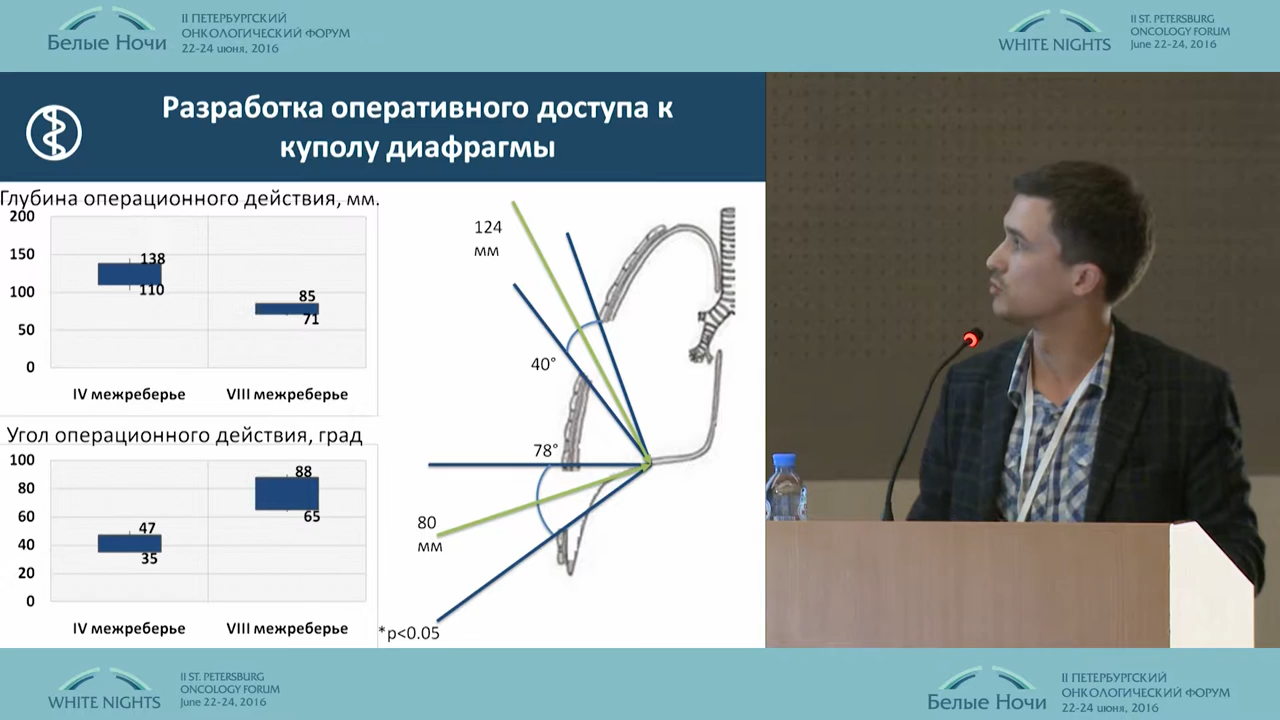 Белые Ночи
II ПЕТЕРБУРГСКИЙ
ОНКОЛОГИЧЕСКИЙ ФОРУМ
22-24 июня, 2016
WHITE NIGHTS
II ST. PETERSBURG
ONCOLOGY FORUM
June 22-24, 2016
Разработка оперативного доступа к
куполу диафрагмы
Глубина операционного действия, мм.
200
150
100
50
0
138
110
85
71
IV межреберье
VIII межреберье
Угол операционного действия, град
100
80
60
40
20
0
47
35
88
65
IV межреберье
VIII межреберье
124
мм
40°
78°
80
мм
*p<0.05
WHITE NIGHTS
II ST. PETERSBURG
ONCOLOGY FORUM
June 22-24, 2016
Белые Ночи
II ПЕТЕРБУРГСКИЙ
ОНКОЛОГИЧЕСКИЙ ФОРУМ
22-24 июня, 2016